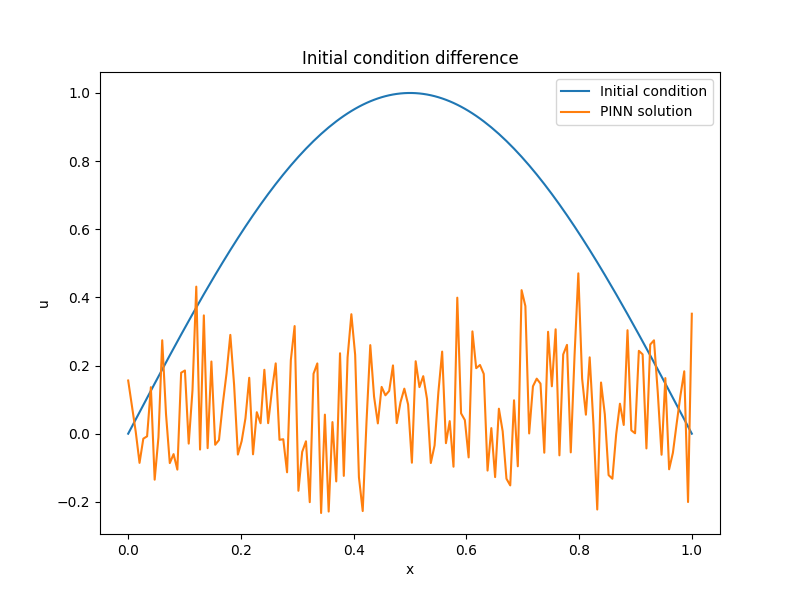 Initial condition difference
Initial condition
PINN solution
1.0
0.8
0.6
0.4
0.2
0.0
−0.2
u
0.0 0.2 0.4 0.6 0.8 1.0
x